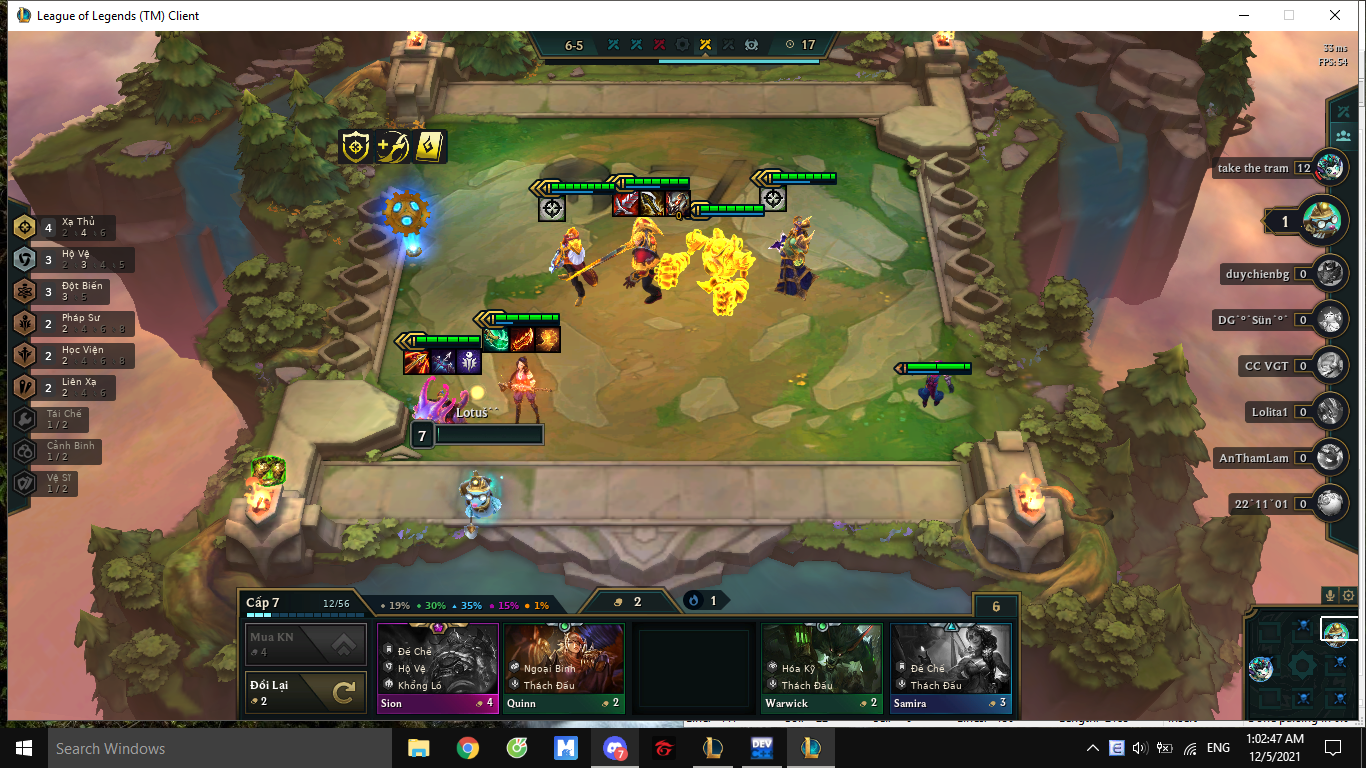 League of Legends (TM) Client
6-5
17
33 ms
FPS: 54
take the tram 12
1
duychienbg 0
DG˚°´Sün´°˚ 0
CC VGT 0
Lolita1 0
AnThamLam 0
22´11´01 0
4 Xạ Thủ
2 4 6
3 Hộ Vệ
2 3 4 5
3 Đột Biến
3 5
2 Pháp Sư
2 4 6 8
2 Học Viện
2 4 6 8
2 Liên Xạ
2 4 6
Tái Chế
1 / 2
Cảnh Binh
1 / 2
Vệ Sĩ
1 / 2
Lotuš^^
7
Cấp 7
12/56
19% 30% 35% 15% 1%
2
1
6
Mua KN
4
Đổi Lại
2
Đế Chế
Hộ Vệ
Khổng Lồ
Sion 4
Ngoại Binh
Thách Đấu
Quinn 2
Hóa Kỹ
Thách Đấu
Warwick 2
Đế Chế
Thách Đấu
Samira 3
Search Windows
7
DEV
ENG
1:02:47 AM
12/5/2021